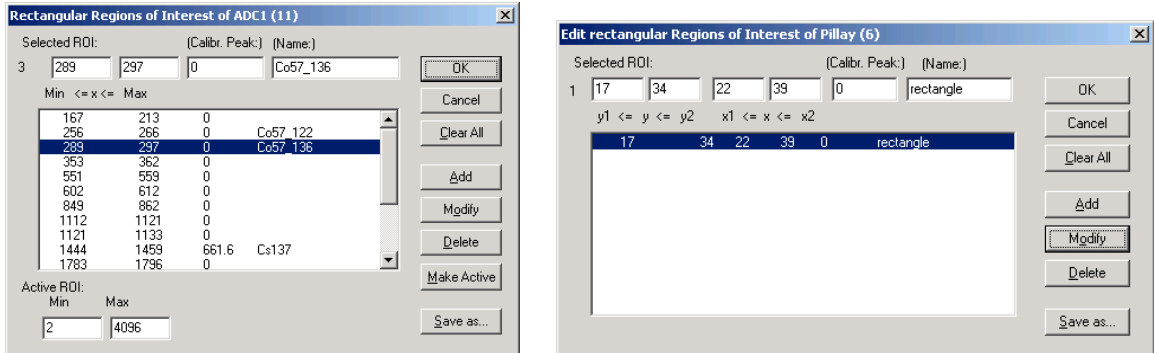 Rectangular Regions of Interest of ADC1 (11)
Selected ROI: (Calibr. Peak:) (Name:)
3 289 297 0 Co57_136
OK
Min <= x <= Max
Cancel
167 213 0
256 266 0 Co57_122
Clear All
289 297 0 Co57_136
353 362 0
551 559 0
Add
602 612 0
849 862 0
Modify
1112 1121 0
1121 1133 0
Delete
1444 1459 661.6 Cs137
1783 1796 0
Make Active
Active ROI:
Min Max
2 4096
Save as...
Edit rectangular Regions of Interest of Pillay (6)
Selected ROI: (Calibr. Peak:) (Name:)
1 17 34 22 39 0 rectangle
OK
y1 <= y <= y2 x1 <= x <= x2
Cancel
17 34 22 39 0 rectangle
Clear All
Add
Modify
Delete
Save as...